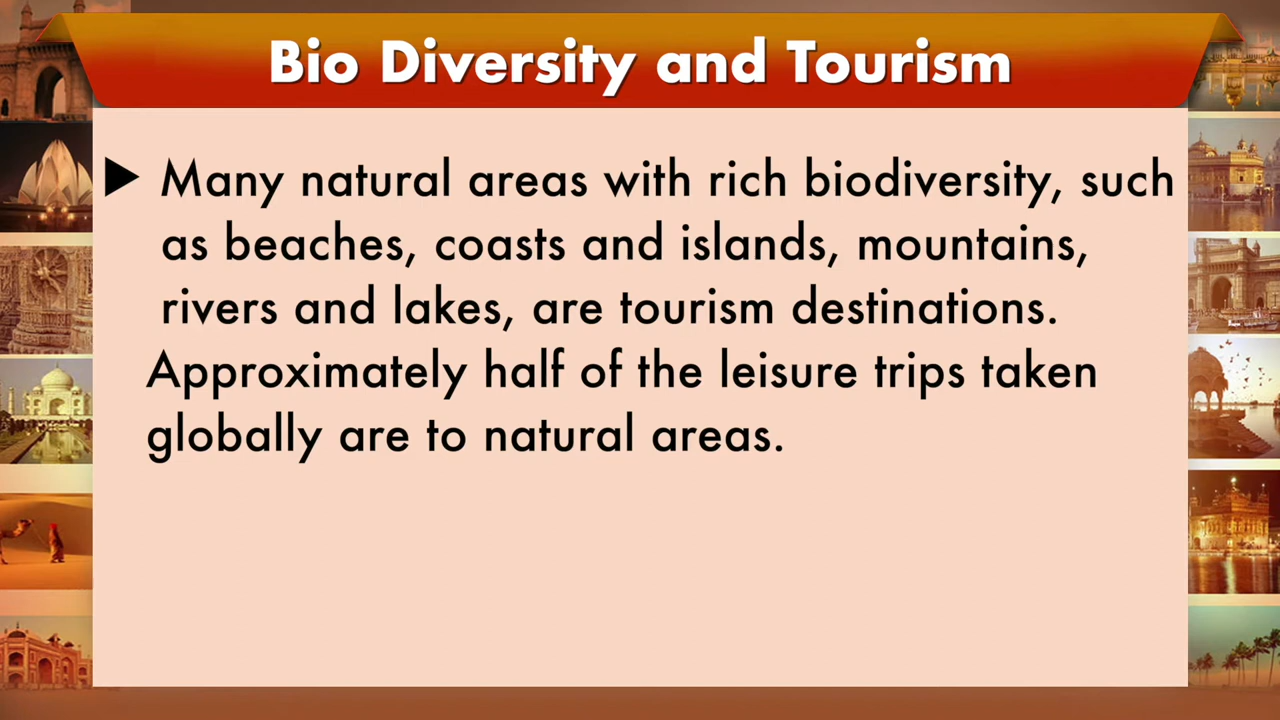 Bio Diversity and Tourism
▶ Many natural areas with rich biodiversity, such
as beaches, coasts and islands, mountains,
rivers and lakes, are tourism destinations.
Approximately half of the leisure trips taken
globally are to natural areas.